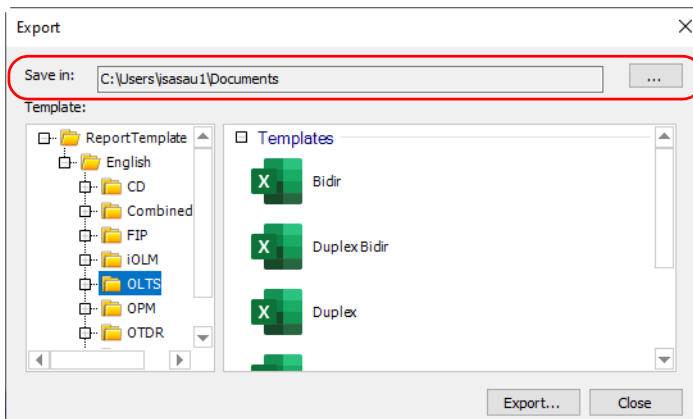 Export
Save in: C:\Users\isasau1\Documents ...
Template:
ReportTemplate
English
CD
Combined
FIP
iOLM
OLTS
OPM
OTDR
Templates
Bidir
Duplex Bidir
Duplex
Export... Close